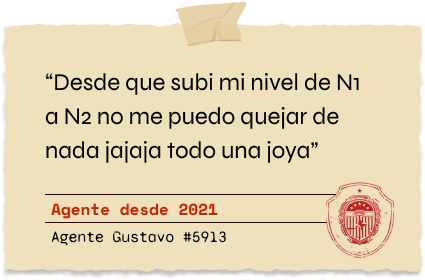 “Desde que subi mi nivel de N1
a N2 no me puedo quejar de
nada jajaja todo una joya”
Agente desde 2021
Agente Gustavo #5913